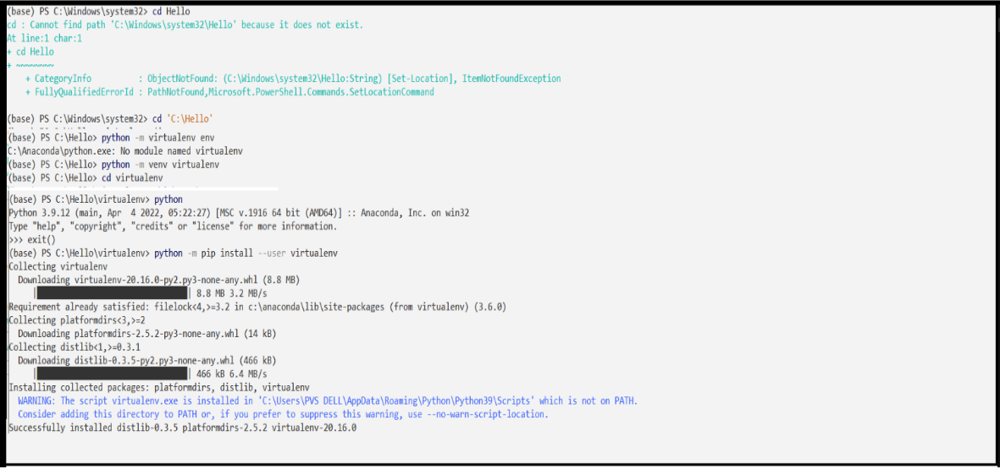 (base) PS C:\Windows\system32> cd Hello
cd : Cannot find path 'C:\Windows\system32\Hello' because it does not exist.
At line:1 char:1
+ cd Hello
+ ~~~~~~~~
    + CategoryInfo          : ObjectNotFound: (C:\Windows\system32\Hello:String) [Set-Location], ItemNotFoundException
    + FullyQualifiedErrorId : PathNotFound,Microsoft.PowerShell.Commands.SetLocationCommand
(base) PS C:\Windows\system32> cd 'C:\Hello'
(base) PS C:\Hello> python -m virtualenv env
C:\Anaconda\python.exe: No module named virtualenv
(base) PS C:\Hello> python -m venv virtualenv
(base) PS C:\Hello> cd virtualenv
(base) PS C:\Hello\virtualenv> python
Python 3.9.12 (main, Apr  4 2022, 05:22:27) [MSC v.1916 64 bit (AMD64)] :: Anaconda, Inc. on win32
Type "help", "copyright", "credits" or "license" for more information.
>>> exit()
(base) PS C:\Hello\virtualenv> python -m pip install --user virtualenv
Collecting virtualenv
  Downloading virtualenv-20.16.0-py2.py3-none-any.whl (8.8 MB)
     | | 8.8 MB 3.2 MB/s
Requirement already satisfied: filelock<4,>=3.2 in c:\anaconda\lib\site-packages (from virtualenv) (3.6.0)
Collecting platformdirs<3,>=2
  Downloading platformdirs-2.5.2-py3-none-any.whl (14 kB)
Collecting distlib<1,>=0.3.1
  Downloading distlib-0.3.5-py2.py3-none-any.whl (466 kB)
     | | 466 kB 6.4 MB/s
Installing collected packages: platformdirs, distlib, virtualenv
  WARNING: The script virtualenv.exe is installed in 'C:\Users\PVS DELL\AppData\Roaming\Python\Python39\Scripts' which is not on PATH.
  Consider adding this directory to PATH or, if you prefer to suppress this warning, use --no-warn-script-location.
Successfully installed distlib-0.3.5 platformdirs-2.5.2 virtualenv-20.16.0